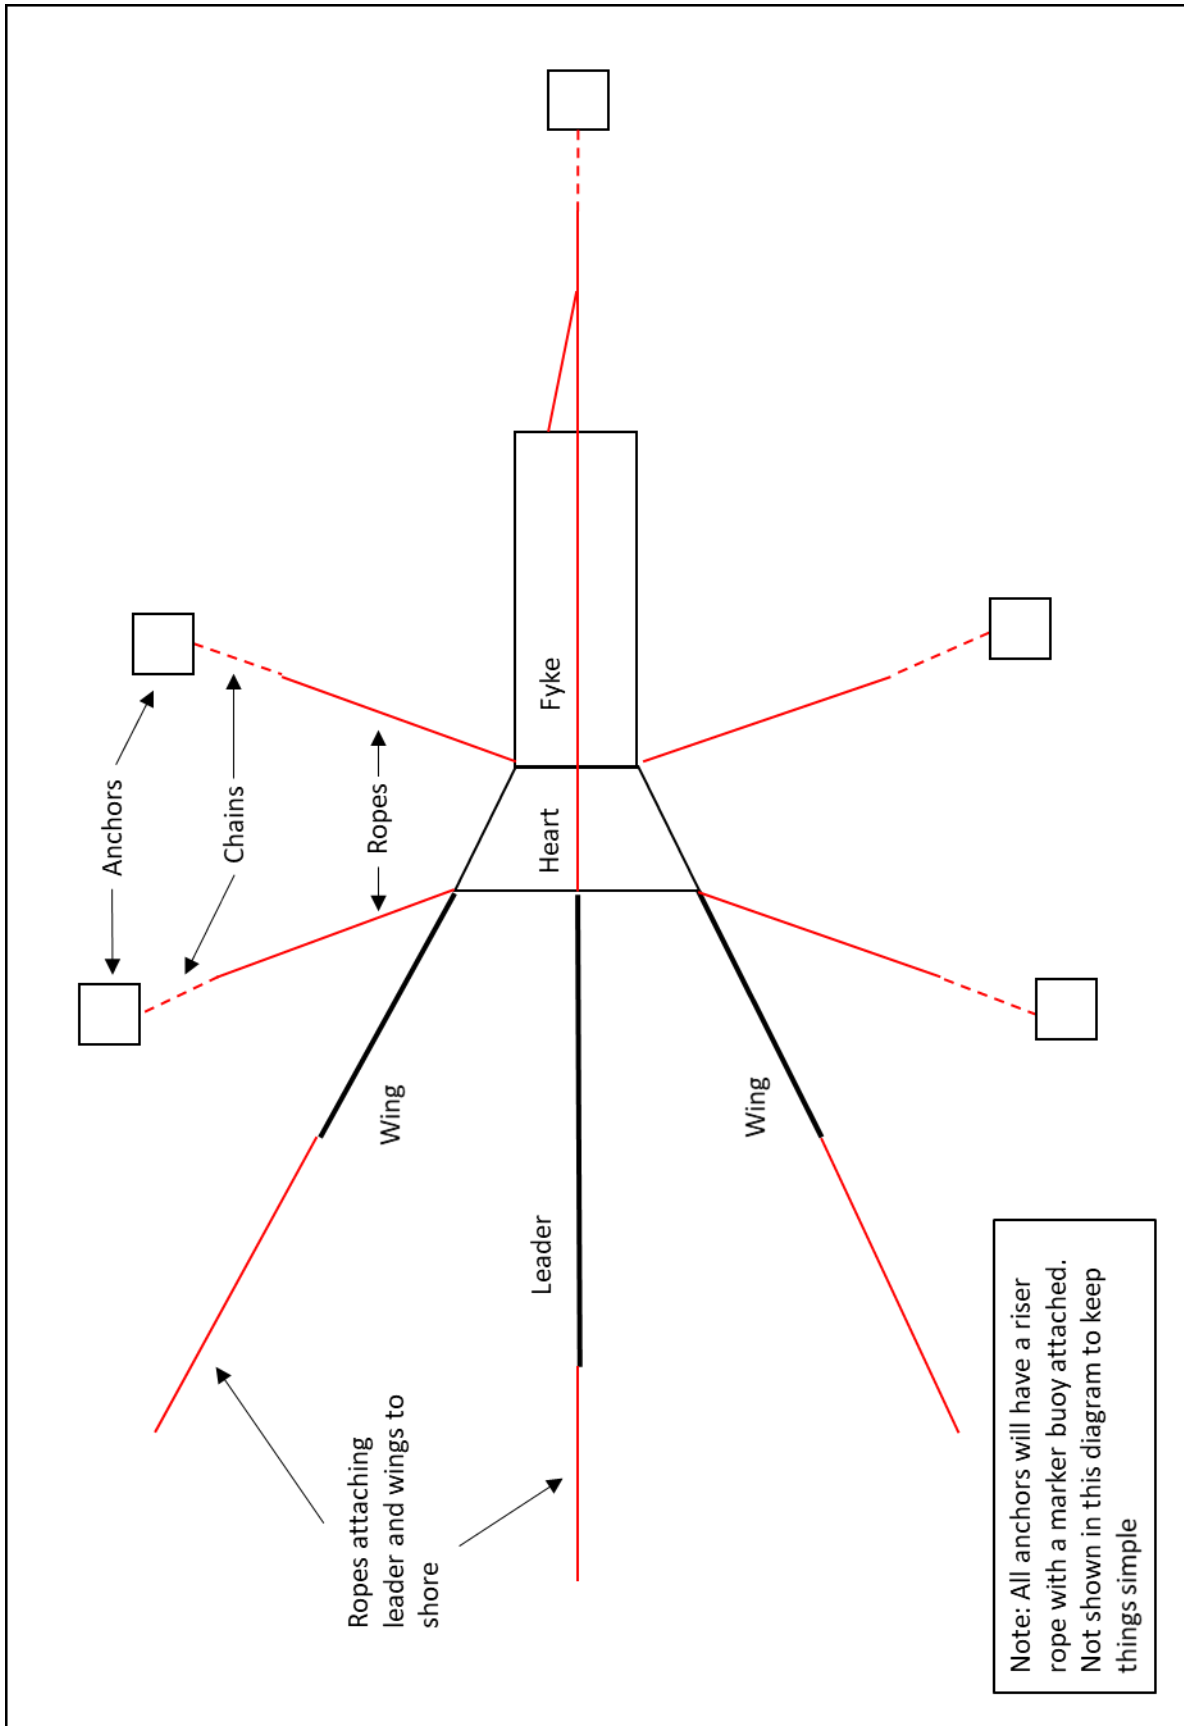 Anchors
Chains
Ropes
Fyke
Heart
Wing
Wing
Leader
Ropes attaching
leader and wings to
shore
Note: All anchors will have a riser
rope with a marker buoy attached.
Not shown in this diagram to keep
things simple